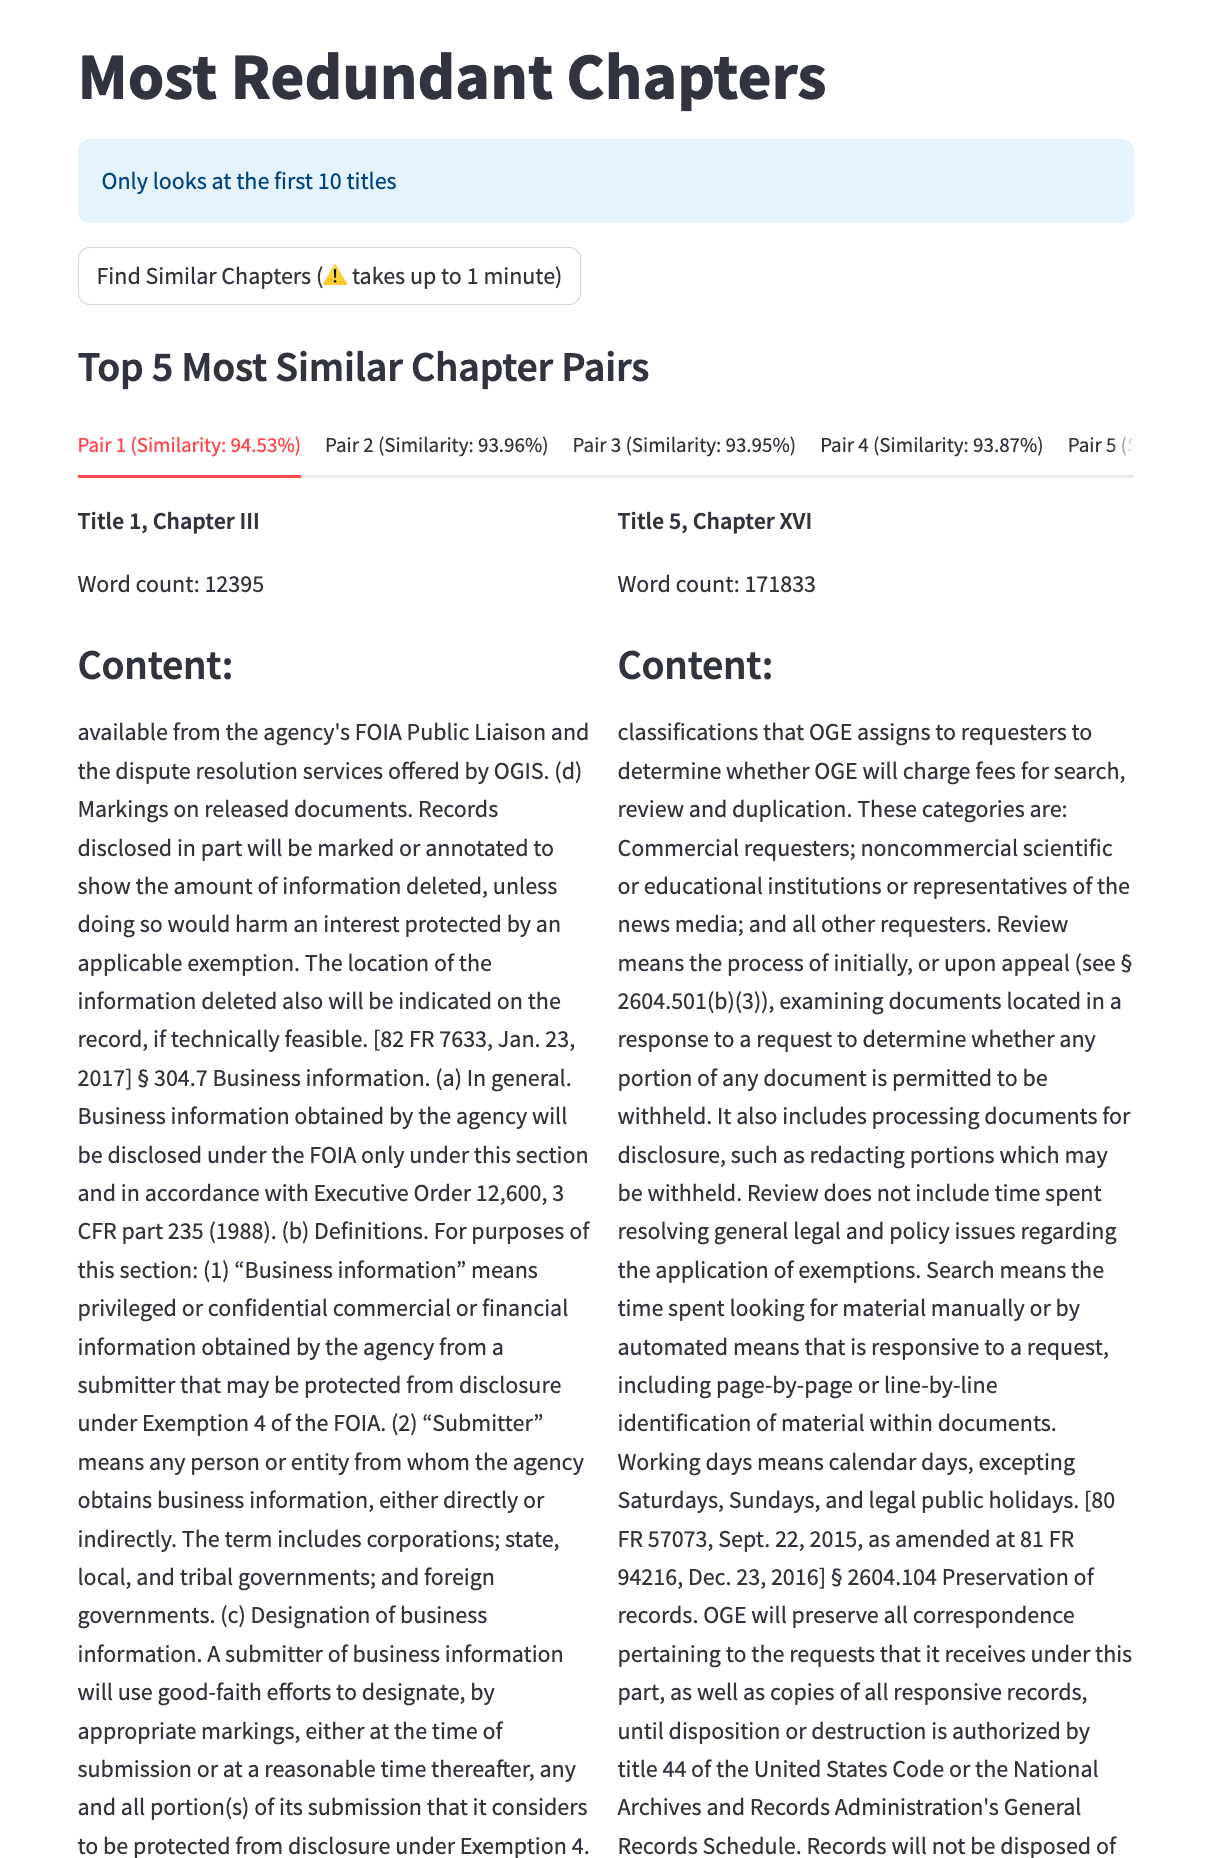 Most Redundant Chapters
Only looks at the first 10 titles
Find Similar Chapters (⚠️ takes up to 1 minute)
Top 5 Most Similar Chapter Pairs
Pair 1 (Similarity: 94.53%) Pair 2 (Similarity: 93.96%) Pair 3 (Similarity: 93.95%) Pair 4 (Similarity: 93.87%) Pair 5 (S
Title 1, Chapter III
Word count: 12395
Content:
available from the agency's FOIA Public Liaison and
the dispute resolution services offered by OGIS. (d)
Markings on released documents. Records
disclosed in part will be marked or annotated to
show the amount of information deleted, unless
doing so would harm an interest protected by an
applicable exemption. The location of the
information deleted also will be indicated on the
record, if technically feasible. [82 FR 7633, Jan. 23,
2017] § 304.7 Business information. (a) In general.
Business information obtained by the agency will
be disclosed under the FOIA only under this section
and in accordance with Executive Order 12,600, 3
CFR part 235 (1988). (b) Definitions. For purposes of
this section: (1) “Business information” means
privileged or confidential commercial or financial
information obtained by the agency from a
submitter that may be protected from disclosure
under Exemption 4 of the FOIA. (2) “Submitter”
means any person or entity from whom the agency
obtains business information, either directly or
indirectly. The term includes corporations; state,
local, and tribal governments; and foreign
governments. (c) Designation of business
information. A submitter of business information
will use good-faith efforts to designate, by
appropriate markings, either at the time of
submission or at a reasonable time thereafter, any
and all portion(s) of its submission that it considers
to be protected from disclosure under Exemption 4.
Title 5, Chapter XVI
Word count: 171833
Content:
classifications that OGE assigns to requesters to
determine whether OGE will charge fees for search,
review and duplication. These categories are:
Commercial requesters; noncommercial scientific
or educational institutions or representatives of the
news media; and all other requesters. Review
means the process of initially, or upon appeal (see §
2604.501(b)(3)), examining documents located in a
response to a request to determine whether any
portion of any document is permitted to be
withheld. It also includes processing documents for
disclosure, such as redacting portions which may
be withheld. Review does not include time spent
resolving general legal and policy issues regarding
the application of exemptions. Search means the
time spent looking for material manually or by
automated means that is responsive to a request,
including page-by-page or line-by-line
identification of material within documents.
Working days means calendar days, excepting
Saturdays, Sundays, and legal public holidays. [80
FR 57073, Sept. 22, 2015, as amended at 81 FR
94216, Dec. 23, 2016] § 2604.104 Preservation of
records. OGE will preserve all correspondence
pertaining to the requests that it receives under this
part, as well as copies of all responsive records,
until disposition or destruction is authorized by
title 44 of the United States Code or the National
Archives and Records Administration's General
Records Schedule. Records will not be disposed of